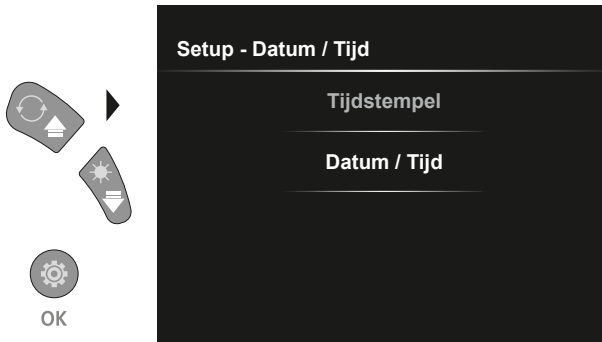 Setup - Datum / Tijd
Tijdstempel
Datum / Tijd
OK